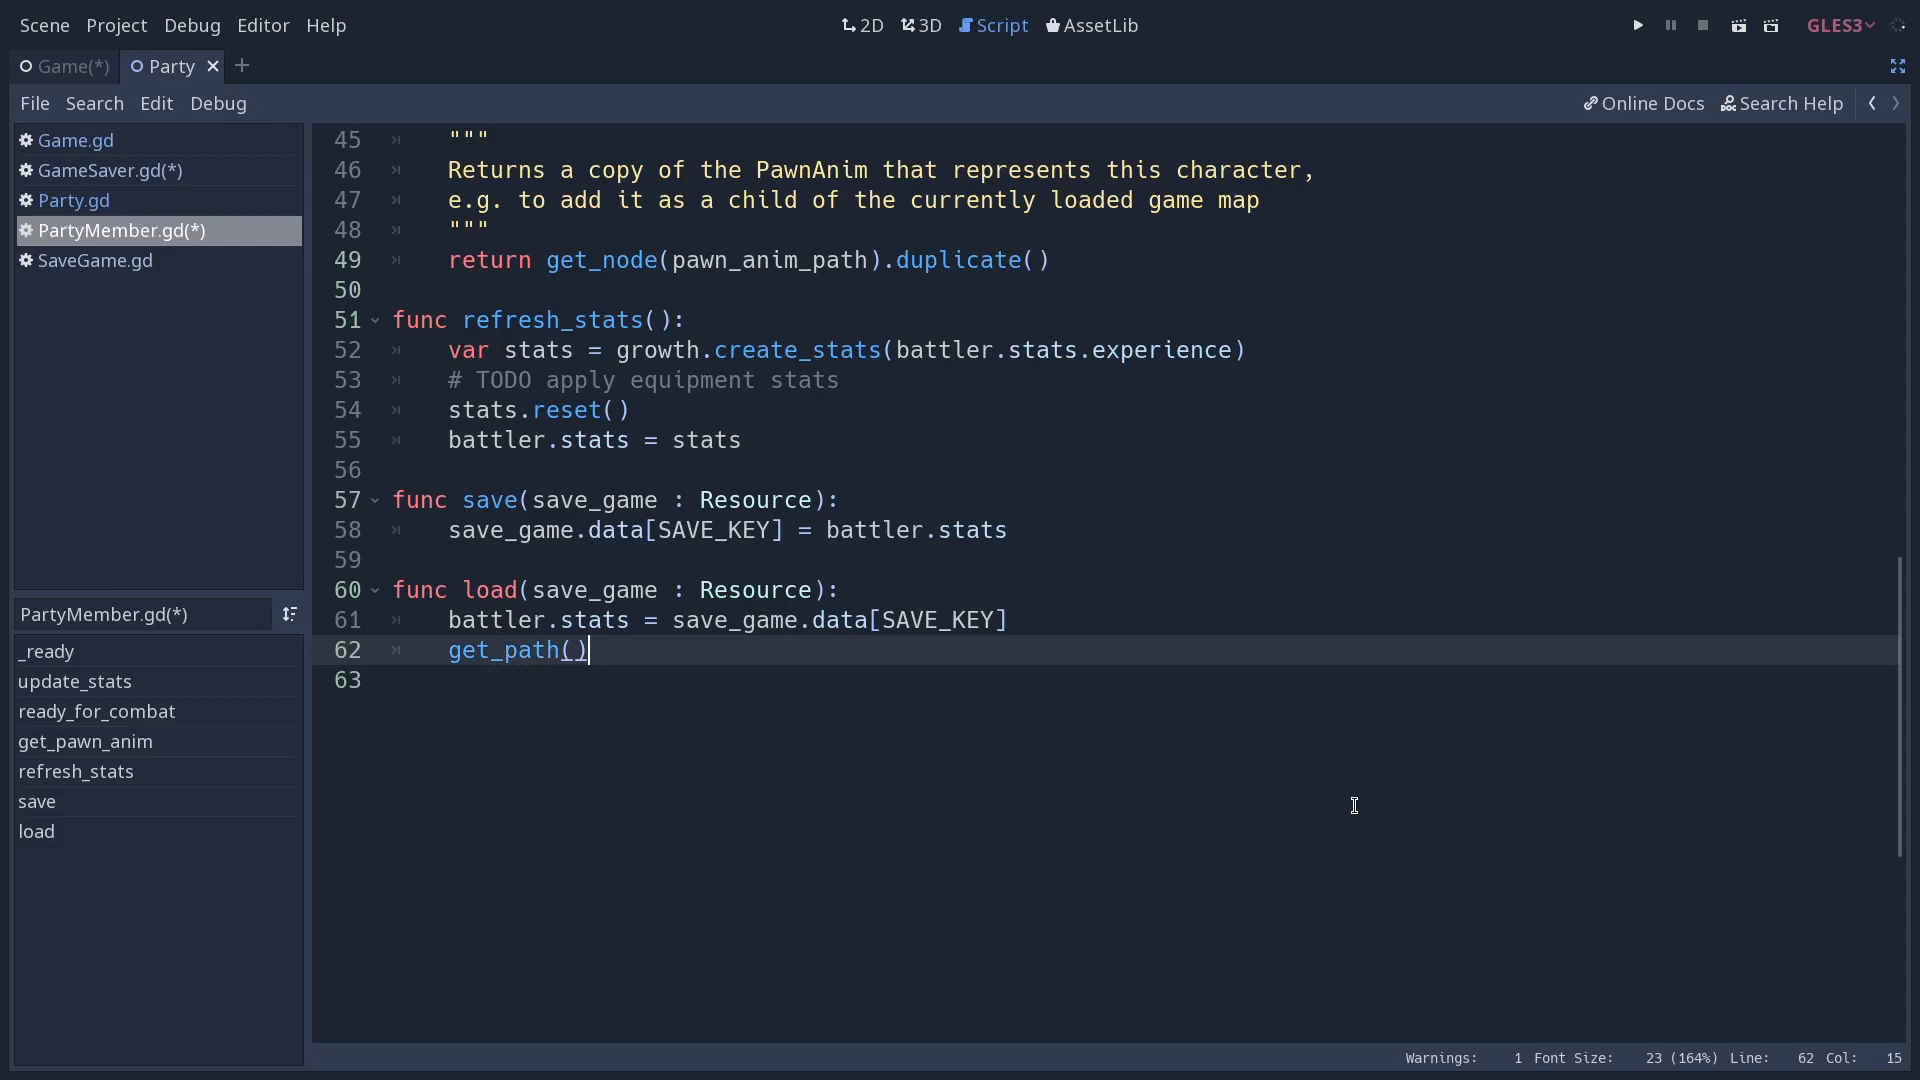 Scene Project Debug Editor Help
2D 3D Script AssetLib
GLES3
Game(*) Party
File Search Edit Debug
Online Docs Search Help
Game.gd
GameSaver.gd(*)
Party.gd
PartyMember.gd(*)
SaveGame.gd
PartyMember.gd(*)
_ready
update_stats
ready_for_combat
get_pawn_anim
refresh_stats
save
load
45 """
46 Returns a copy of the PawnAnim that represents this character,
47 e.g. to add it as a child of the currently loaded game map
48 """
49 return get_node(pawn_anim_path).duplicate()
50
51 func refresh_stats():
52 var stats = growth.create_stats(battler.stats.experience)
53 # TODO apply equipment stats
54 stats.reset()
55 battler.stats = stats
56
57 func save(save_game : Resource):
58 save_game.data[SAVE_KEY] = battler.stats
59
60 func load(save_game : Resource):
61 battler.stats = save_game.data[SAVE_KEY]
62 get_path()
63
Warnings: 1 Font Size: 23 (164%) Line: 62 Col: 15